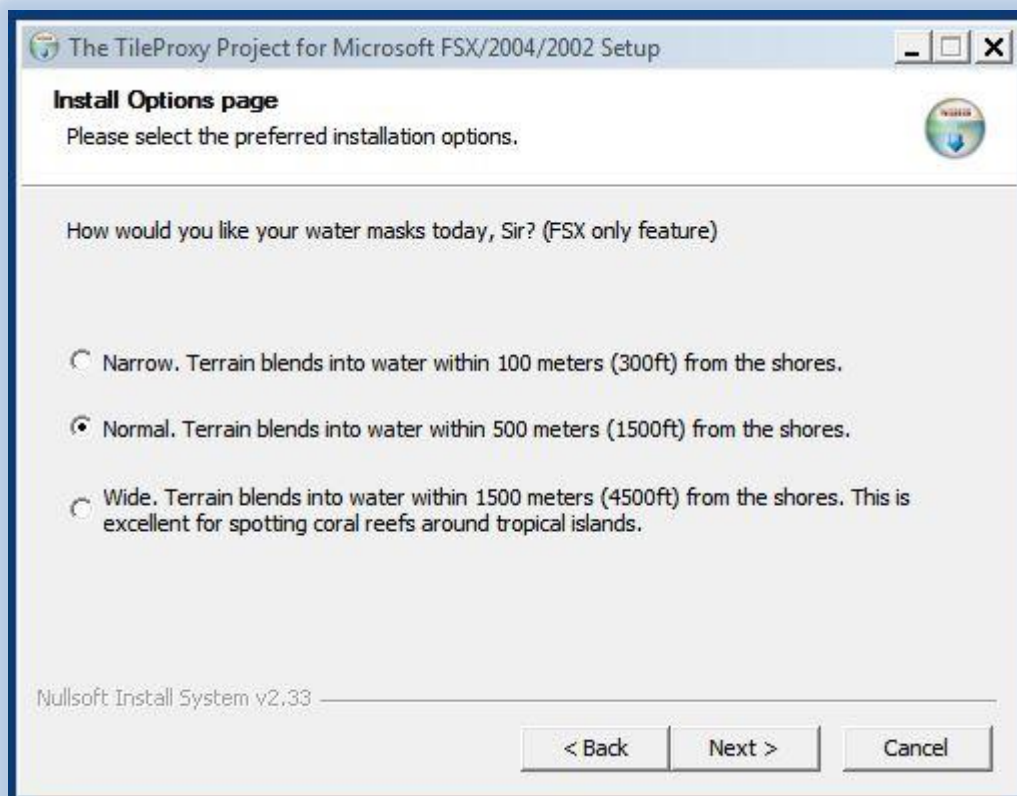 The TileProxy Project for Microsoft FSX/2004/2002 Setup
Install Options page
Please select the preferred installation options.
How would you like your water masks today, Sir? (FSX only feature)
Narrow. Terrain blends into water within 100 meters (300ft) from the shores.
Normal. Terrain blends into water within 500 meters (1500ft) from the shores.
Wide. Terrain blends into water within 1500 meters (4500ft) from the shores. This is
excellent for spotting coral reefs around tropical islands.
Nullsoft Install System v2.33
< Back
Next >
Cancel